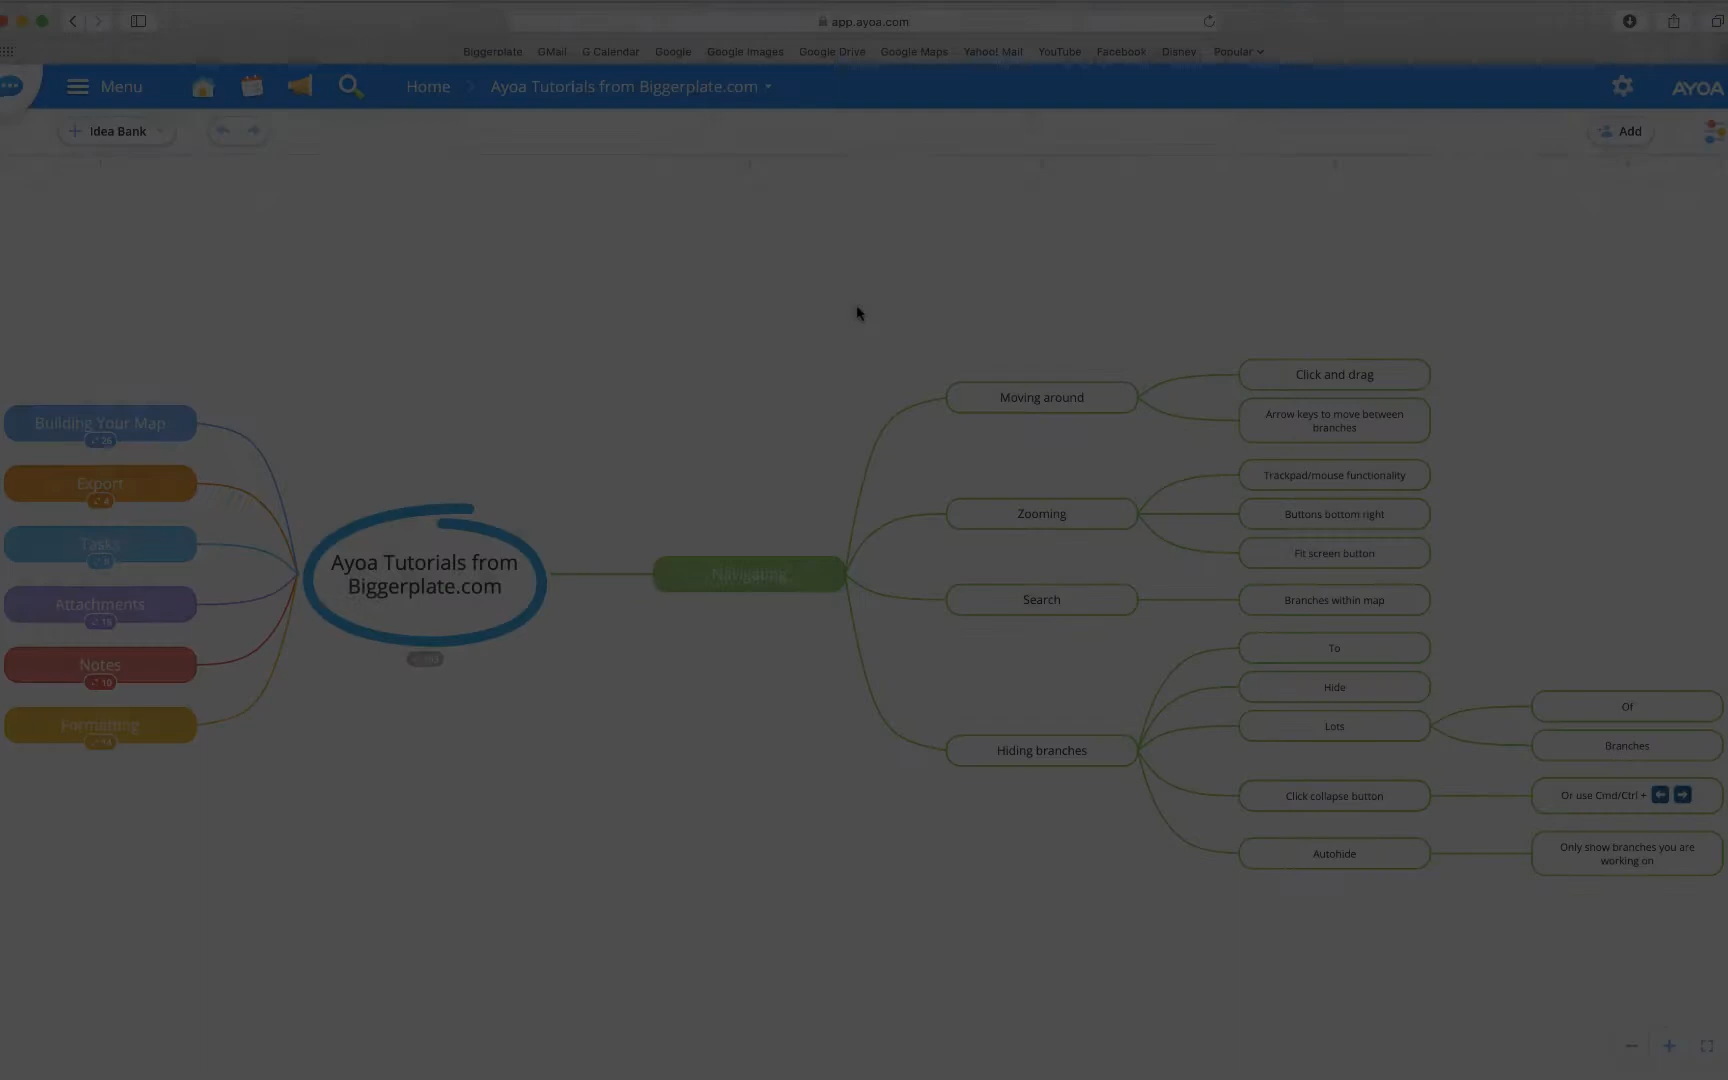 app.ayoa.com
Biggerplate GMail G Calendar Google Google Images Google Drive Google Maps Yahoo! Mail YouTube Facebook Disney Popular
Menu Home Ayoa Tutorials from Biggerplate.com AYOA
Idea Bank Add
Building Your Map
26
Export
4
Tasks
Attachments
Notes
10
Formatting
Ayoa Tutorials from
Biggerplate.com
Navigating
Moving around
Click and drag
Arrow keys to move between
branches
Zooming
Trackpad/mouse functionality
Buttons bottom right
Fit screen button
Search
Branches within map
Hiding branches
To
Hide
Lots
Of
Branches
Click collapse button
Or use Cmd/Ctrl +
Autohide
Only show branches you are
working on